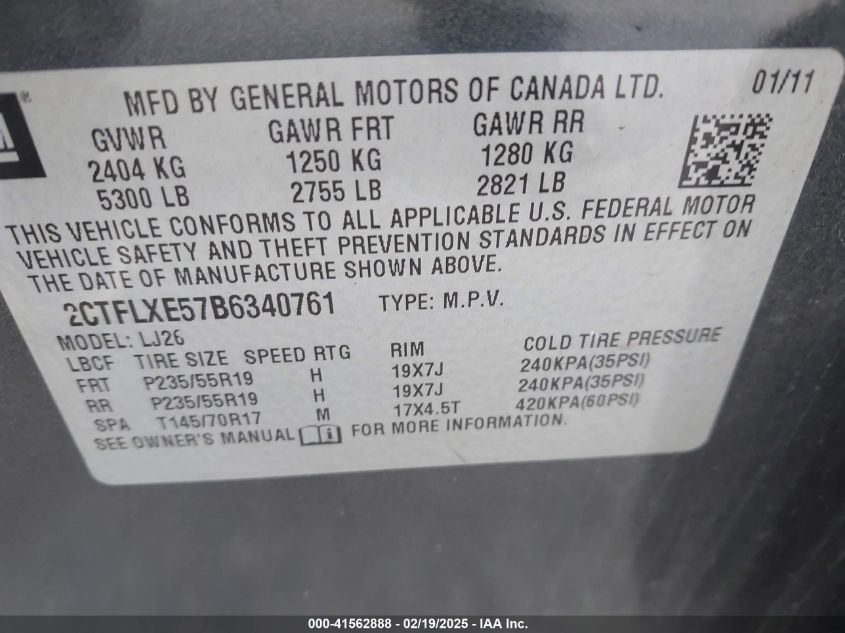 M®
MFD BY GENERAL MOTORS OF CANADA LTD. 01/11
GVWR GAWR FRT GAWR RR
2404 KG 1250 KG 1280 KG
5300 LB 2755 LB 2821 LB
THIS VEHICLE CONFORMS TO ALL APPLICABLE U.S. FEDERAL MOTOR
VEHICLE SAFETY AND THEFT PREVENTION STANDARDS IN EFFECT ON
THE DATE OF MANUFACTURE SHOWN ABOVE.
2CTFLXE57B6340761 TYPE: M.P.V.
MODEL: LJ26
LBCF TIRE SIZE SPEED RTG RIM COLD TIRE PRESSURE
FRT P235/55R19 H 19X7J 240KPA(35PSI)
RR P235/55R19 H 19X7J 240KPA(35PSI)
SPA T145/70R17 M 17X4.5T 420KPA(60PSI)
SEE OWNER'S MANUAL i FOR MORE INFORMATION.
000-41562888 - 02/19/2025 - IAA Inc.